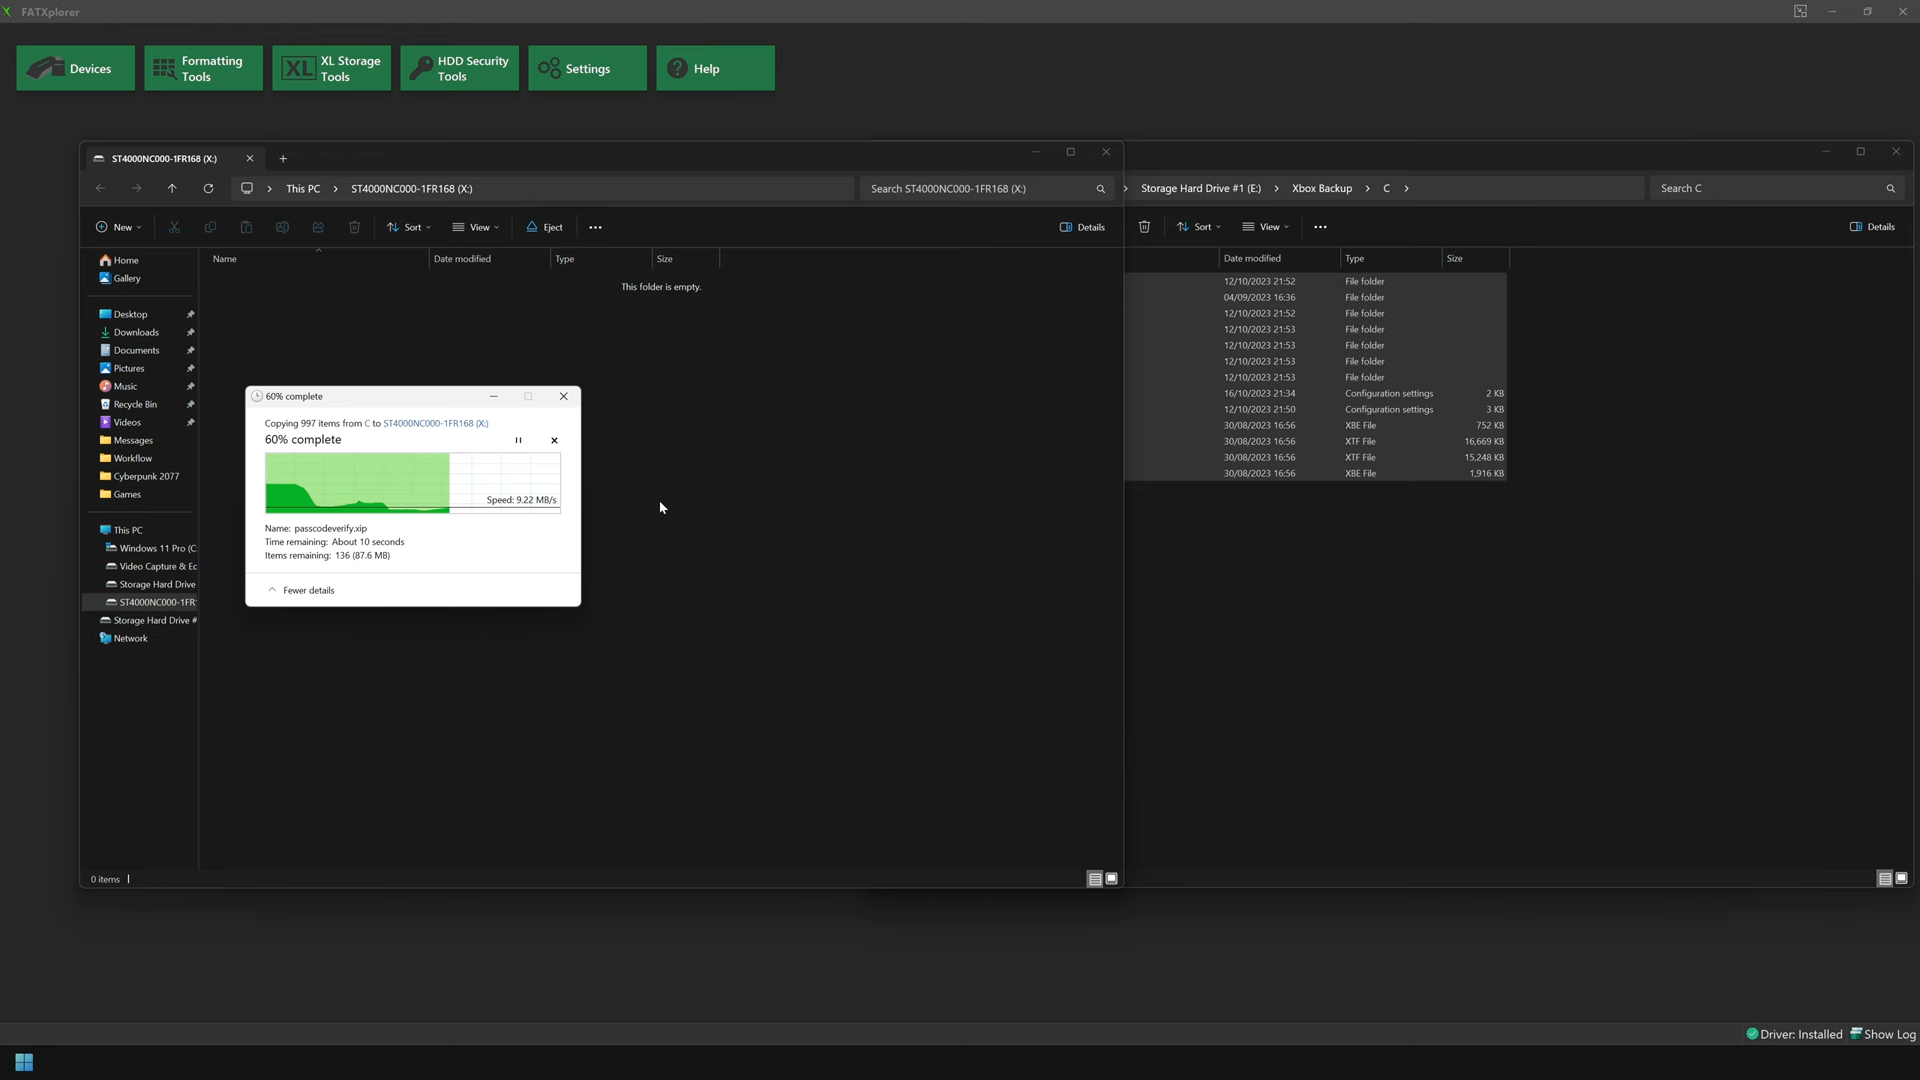 FATXplorer
Devices
Formatting Tools
XL
XL Storage Tools
HDD Security Tools
Settings
Help
ST4000NC000-1FR168 (X:)
This PC
ST4000NC000-1FR168 (X:)
Search ST4000NC000-1FR168 (X:)
Storage Hard Drive #1 (E:)
Xbox Backup
C
Search C
New
Sort
View
Eject
Details
Sort
View
Details
Name
Date modified
Type
Size
Date modified
Type
Size
This folder is empty.
Home
Gallery
Desktop
Downloads
Documents
Pictures
Music
Recycle Bin
Videos
Messages
Workflow
Cyberpunk 2077
Games
This PC
Windows 11 Pro (C:
Video Capture & Ec
Storage Hard Drive
ST4000NC000-1FR
Storage Hard Drive #
Network
12/10/2023 21:52 File folder
04/09/2023 16:36 File folder
12/10/2023 21:52 File folder
12/10/2023 21:53 File folder
12/10/2023 21:53 File folder
12/10/2023 21:53 File folder
12/10/2023 21:53 File folder
16/10/2023 21:34 Configuration settings 2 KB
12/10/2023 21:50 Configuration settings 3 KB
30/08/2023 16:56 XBE File 752 KB
30/08/2023 16:56 XTF File 16,669 KB
30/08/2023 16:56 XTF File 15,248 KB
30/08/2023 16:56 XBE File 1,916 KB
60% complete
Copying 997 items from C to ST4000NC000-1FR168 (X:)
60% complete
Speed: 9.22 MB/s
Name: passcodeverify.xip
Time remaining: About 10 seconds
Items remaining: 136 (87.6 MB)
Fewer details
0 items
Driver: Installed
Show Log